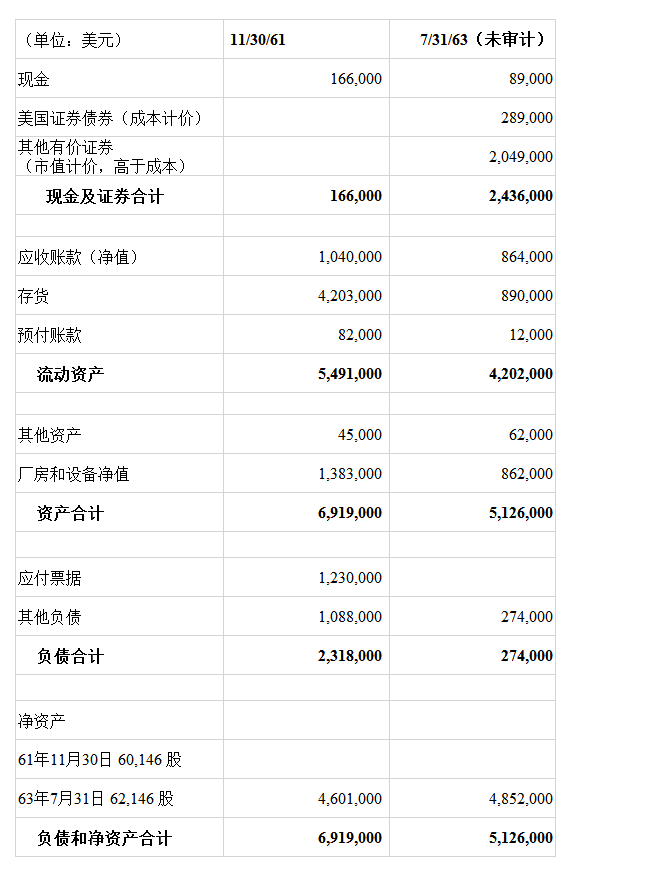 （单位：美元） 11/30/61 7/31/63（未审计）
现金 166,000 89,000
美国证券债券（成本计价） 289,000
其他有价证券
（市值计价，高于成本） 2,049,000
现金及证券合计 166,000 2,436,000
应收账款（净值） 1,040,000 864,000
存货 4,203,000 890,000
预付账款 82,000 12,000
流动资产 5,491,000 4,202,000
其他资产 45,000 62,000
厂房和设备净值 1,383,000 862,000
资产合计 6,919,000 5,126,000
应付票据 1,230,000
其他负债 1,088,000 274,000
负债合计 2,318,000 274,000
净资产
61年11月30日 60,146 股
63年7月31日 62,146 股 4,601,000 4,852,000
负债和净资产合计 6,919,000 5,126,000